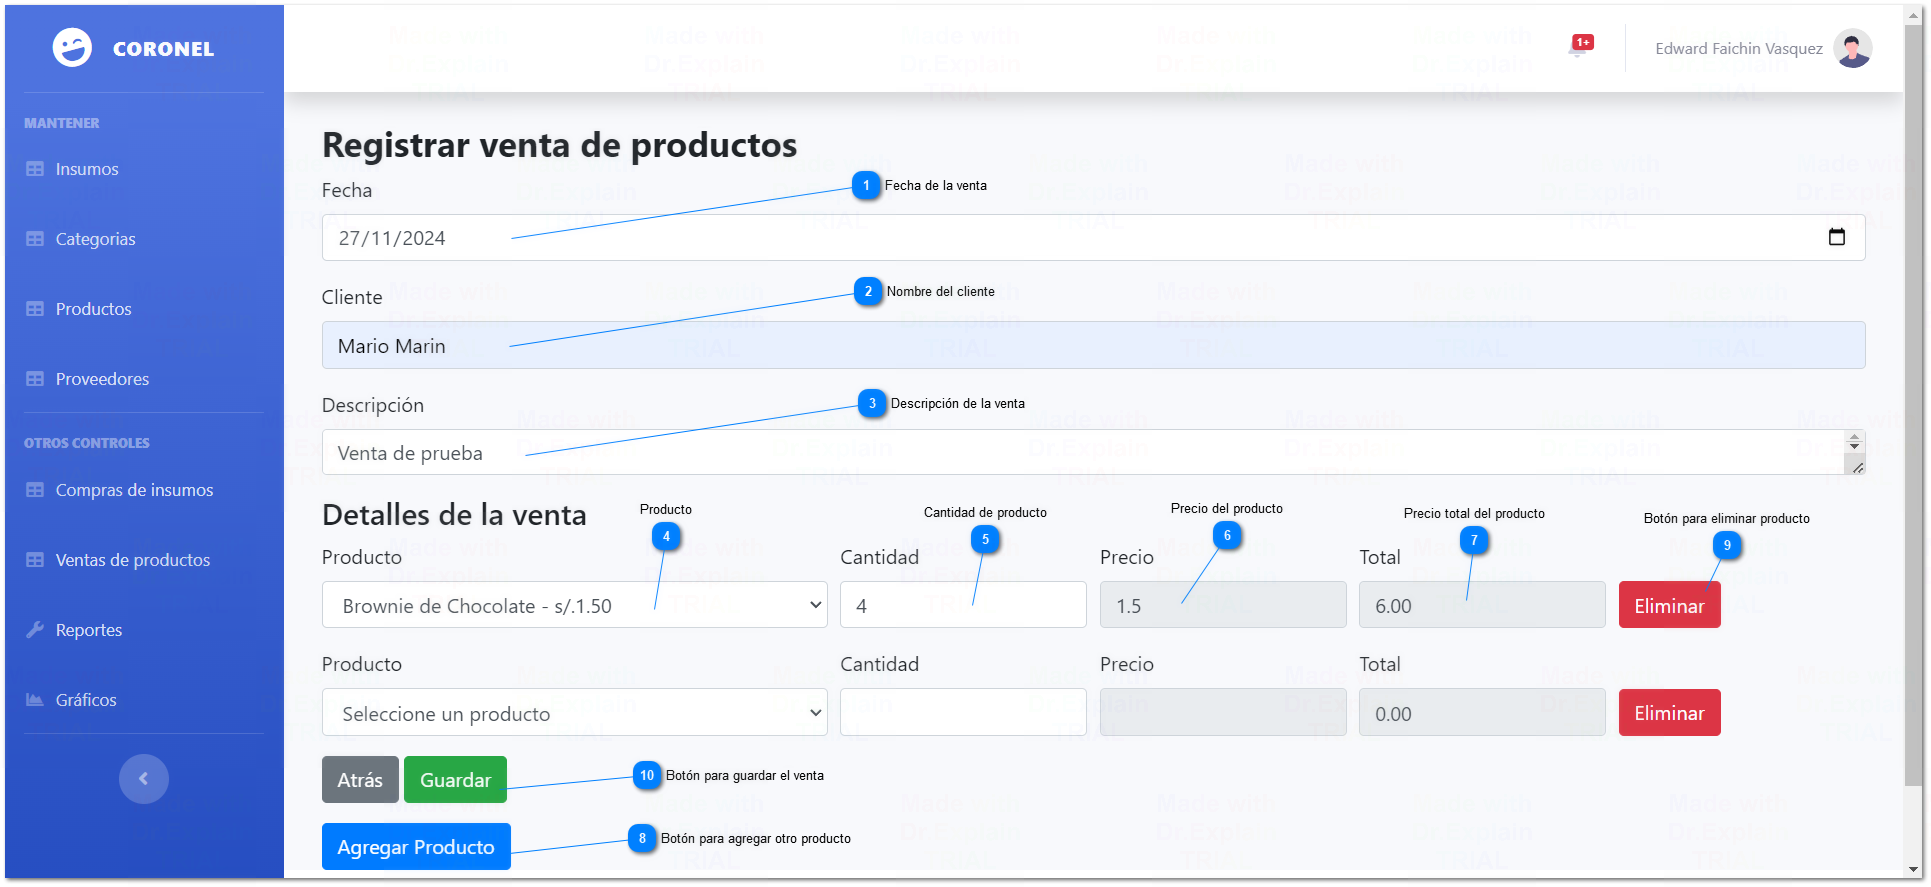 CORONEL
1+
Edward Faichin Vasquez
MANTENER
Insumos
Categorias
Productos
Proveedores
OTROS CONTROLES
Compras de insumos
Ventas de productos
Reportes
Gráficos
Registrar venta de productos
Fecha
1 Fecha de la venta
27/11/2024
Cliente
2 Nombre del cliente
Mario Marin
Descripción
3 Descripción de la venta
Venta de prueba
Detalles de la venta
Producto
4
Cantidad de producto
5
Precio del producto
6
Precio total del producto
7
Botón para eliminar producto
9
Producto Cantidad Precio Total
Brownie de Chocolate - s/.1.50 4 1.5 6.00 Eliminar
Producto Cantidad Precio Total
Seleccione un producto 0.00 Eliminar
Atrás Guardar
10 Botón para guardar el venta
Agregar Producto
8 Botón para agregar otro producto
Made with
Dr.Explain
TRIAL